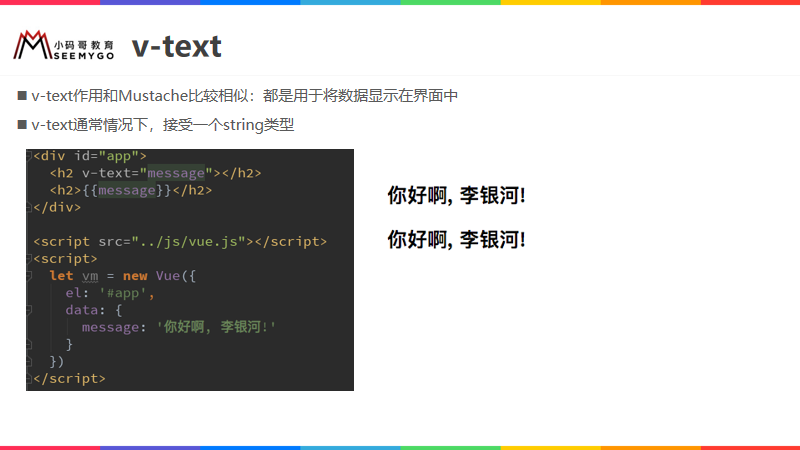 小码哥教育
SEEMYGO
v-text
v-text作用和Mustache比较相似：都是用于将数据显示在界面中
v-text通常情况下，接受一个string类型
<div id="app">
  <h2 v-text="message"></h2>
  <h2>{{message}}</h2>
</div>
<script src="../js/vue.js"></script>
<script>
  let vm = new Vue({
    el: '#app',
    data: {
      message: '你好啊, 李银河!'
    }
  })
</script>
你好啊, 李银河!
你好啊, 李银河!